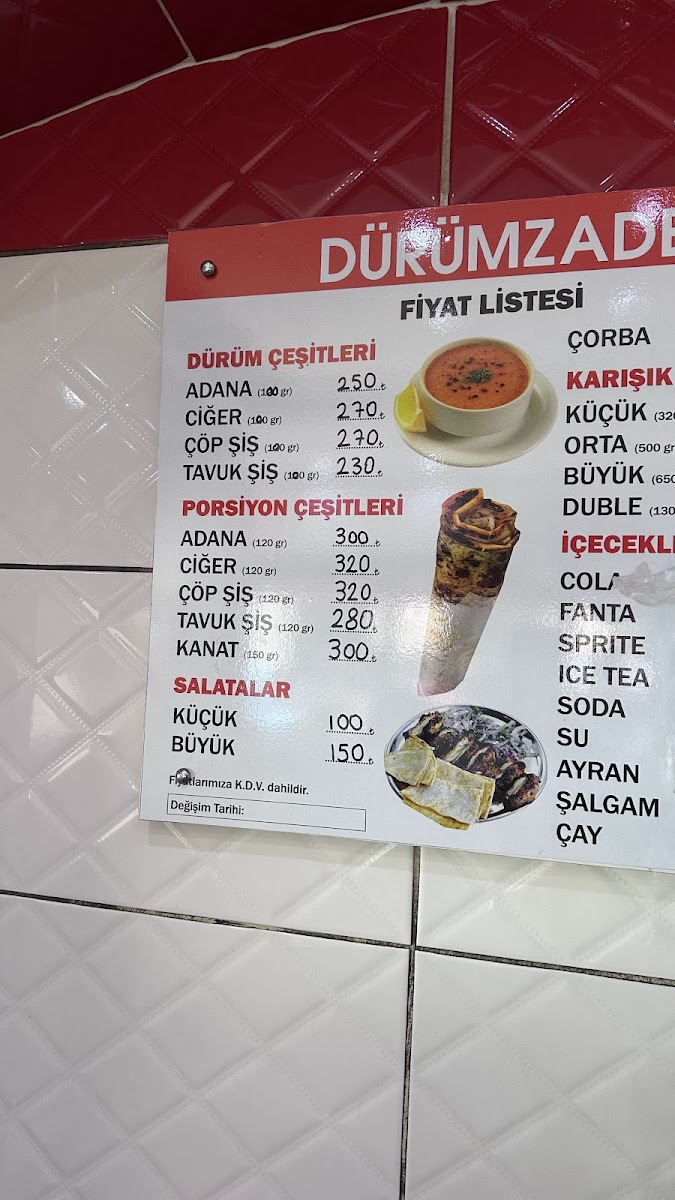 DÜRÜMZADE
FİYAT LİSTESİ
DÜRÜM ÇEŞİTLERİ
ADANA (100 gr) 250 ₺
CİĞER (100 gr) 270 ₺
ÇÖP ŞİŞ (100 gr) 270 ₺
TAVUK ŞİŞ (100 gr) 230 ₺
PORSİYON ÇEŞİTLERİ
ADANA (120 gr) 300 ₺
CİĞER (120 gr) 320 ₺
ÇÖP ŞİŞ (120 gr) 320 ₺
TAVUK ŞİŞ (120 gr) 280 ₺
KANAT (150 gr) 300 ₺
SALATALAR
KÜÇÜK 100 ₺
BÜYÜK 150 ₺
Fiyatlarımıza K.D.V. dahildir.
Değişim Tarihi:
ÇORBA
KARIŞIK
KÜÇÜK (320
ORTA (500 gr
BÜYÜK (650
DUBLE (130
İÇECEKL
COLA
FANTA
SPRITE
ICE TEA
SODA
SU
AYRAN
ŞALGAM
ÇAY